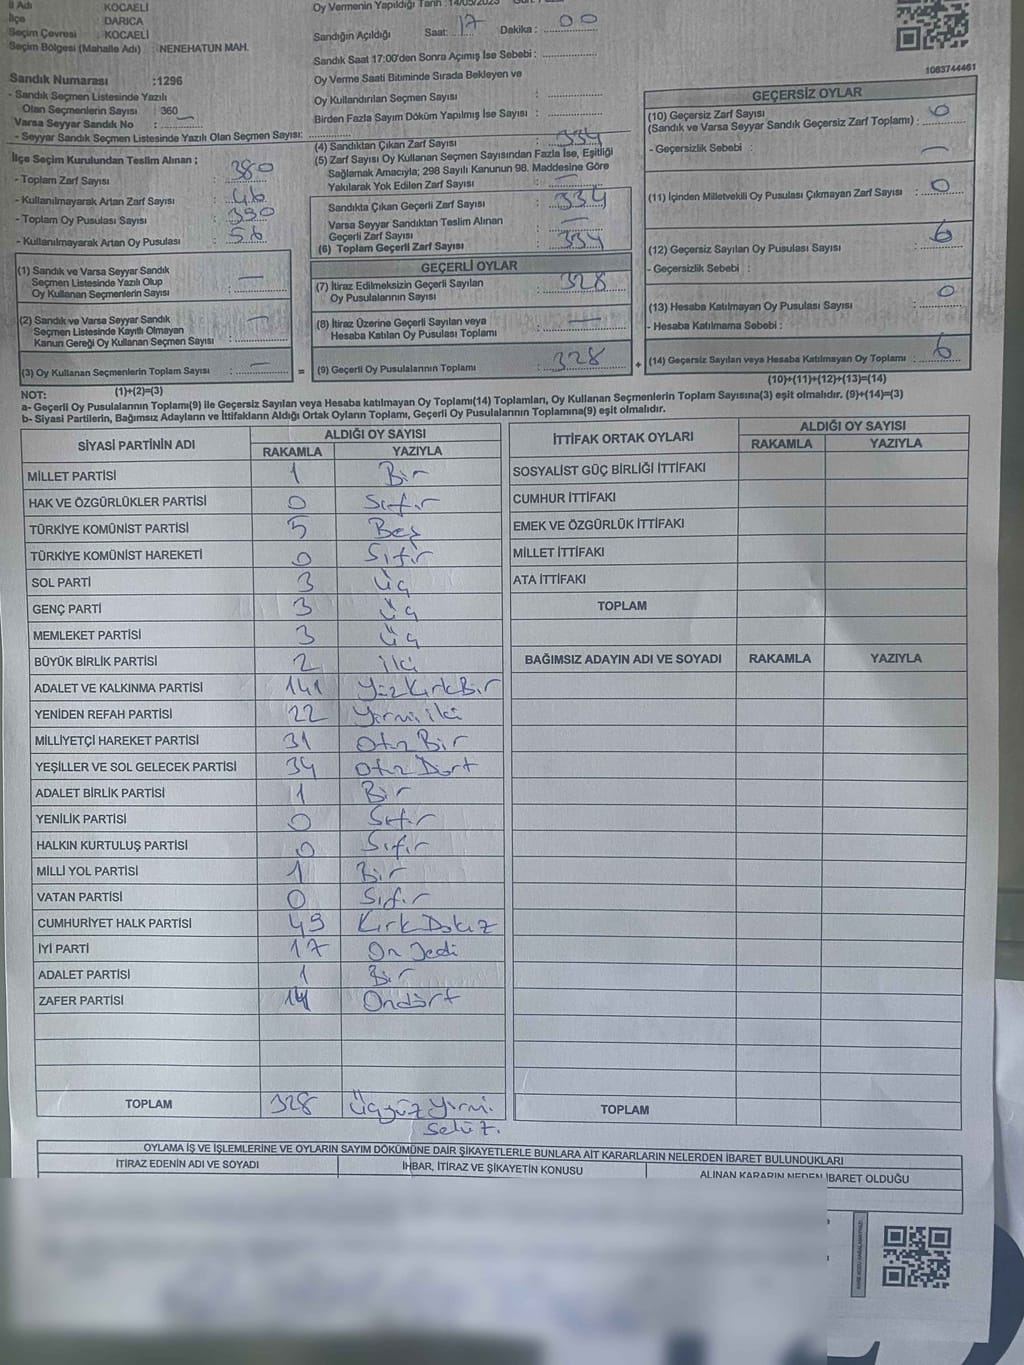 İl Adı KOCAELİ
İlçe DARICA
Seçim Çevresi : KOCAELİ
Seçim Bölgesi (Mahalle Adı) : NENEHATUN MAH.
Sandık Numarası :1296
- Sandık Seçmen Listesinde Yazılı
Olan Seçmenlerin Sayısı : 360
Varsa Seyyar Sandık No :
- Seyyar Sandık Seçmen Listesinde Yazılı Olan Seçmen Sayısı:
İlçe Seçim Kurulundan Teslim Alınan ;
- Toplam Zarf Sayısı : 380
- Kullanılmayarak Artan Zarf Sayısı : 46
- Toplam Oy Pusulası Sayısı : 390
- Kullanılmayarak Artan Oy Pusulası : 56
Oy Vermenin Yapıldığı Tarih : 14/05/2023
Sandığın Açıldığı Saat: 17 Dakika : 00
Sandık Saat 17:00'den Sonra Açımış İse Sebebi :
Oy Verme Saati Bitiminde Sırada Bekleyen ve
Oy Kullandırılan Seçmen Sayısı :
Birden Fazla Sayım Döküm Yapılmış İse Sayısı :
(4) Sandıktan Çıkan Zarf Sayısı : 334
(5) Zarf Sayısı Oy Kullanan Seçmen Sayısından Fazla İse, Eşitliği
Sağlamak Amacıyla; 298 Sayılı Kanunun 98. Maddesine Göre
Yakılarak Yok Edilen Zarf Sayısı : —
Sandıkta Çıkan Geçerli Zarf Sayısı : 334
Varsa Seyyar Sandıktan Teslim Alınan
Geçerli Zarf Sayısı : —
(6) Toplam Geçerli Zarf Sayısı : 334
1063744461
GEÇERSİZ OYLAR
(10) Geçersiz Zarf Sayısı
(Sandık ve Varsa Seyyar Sandık Geçersiz Zarf Toplamı) : 0
- Geçersizlik Sebebi : —
(11) İçinden Milletvekili Oy Pusulası Çıkmayan Zarf Sayısı : 0
(12) Geçersiz Sayılan Oy Pusulası Sayısı : 6
- Geçersizlik Sebebi :
(13) Hesaba Katılmayan Oy Pusulası Sayısı : 0
- Hesaba Katılmama Sebebi :
(14) Geçersiz Sayılan veya Hesaba Katılmayan Oy Toplamı : 6
(10)+(11)+(12)+(13)=(14)
(1) Sandık ve Varsa Seyyar Sandık
Seçmen Listesinde Yazılı Olup
Oy Kullanan Seçmenlerin Sayısı : —
(2) Sandık ve Varsa Seyyar Sandık
Seçmen Listesinde Kayıtlı Olmayan
Kanun Gereği Oy Kullanan Seçmen Sayısı : —
(3) Oy Kullanan Seçmenlerin Toplam Sayısı : —
(1)+(2)=(3)
=
GEÇERLİ OYLAR
(7) İtiraz Edilmeksizin Geçerli Sayılan
Oy Pusulalarının Sayısı : 328
(8) İtiraz Üzerine Geçerli Sayılan veya
Hesaba Katılan Oy Pusulası Toplamı : —
(9) Geçerli Oy Pusulalarının Toplamı : 328
+
NOT:
a- Geçerli Oy Pusulalarının Toplamı(9) ile Geçersiz Sayılan veya Hesaba katılmayan Oy Toplamı(14) Toplamları, Oy Kullanan Seçmenlerin Toplam Sayısına(3) eşit olmalıdır. (9)+(14)=(3)
b- Siyasi Partilerin, Bağımsız Adayların ve İttifakların Aldığı Ortak Oyların Toplamı, Geçerli Oy Pusulalarının Toplamına(9) eşit olmalıdır.
SİYASİ PARTİNİN ADI ALDIĞI OY SAYISI
RAKAMLA YAZIYLA
MİLLET PARTİSİ 1 Bir
HAK VE ÖZGÜRLÜKLER PARTİSİ 0 Sıfır
TÜRKİYE KOMÜNİST PARTİSİ 5 Beş
TÜRKİYE KOMÜNİST HAREKETİ 0 Sıfır
SOL PARTİ 3 Üç
GENÇ PARTİ 3 Üç
MEMLEKET PARTİSİ 3 Üç
BÜYÜK BİRLİK PARTİSİ 2 iki
ADALET VE KALKINMA PARTİSİ 141 YüzKırkBir
YENİDEN REFAH PARTİSİ 22 Yirmi iki
MİLLİYETÇİ HAREKET PARTİSİ 31 Otuz Bir
YEŞİLLER VE SOL GELECEK PARTİSİ 34 Otuz Dört
ADALET BİRLİK PARTİSİ 1 Bir
YENİLİK PARTİSİ 0 Sıfır
HALKIN KURTULUŞ PARTİSİ 0 Sıfır
MİLLİ YOL PARTİSİ 1 Bir
VATAN PARTİSİ 0 Sıfır
CUMHURİYET HALK PARTİSİ 49 Kırk Dokuz
İYİ PARTİ 17 On Jedi
ADALET PARTİSİ 1 Bir
ZAFER PARTİSİ 14 Ondört
TOPLAM 328 Üçyüz Yirmi
Sekiz.
İTTİFAK ORTAK OYLARI ALDIĞI OY SAYISI
RAKAMLA YAZIYLA
SOSYALİST GÜÇ BİRLİĞİ İTTİFAKI
CUMHUR İTTİFAKI
EMEK VE ÖZGÜRLÜK İTTİFAKI
MİLLET İTTİFAKI
ATA İTTİFAKI
TOPLAM
BAĞIMSIZ ADAYIN ADI VE SOYADI RAKAMLA YAZIYLA
TOPLAM
OYLAMA İŞ VE İŞLEMLERİNE VE OYLARIN SAYIM DÖKÜMÜNE DAİR ŞİKAYETLERLE BUNLARA AİT KARARLARIN NELERDEN İBARET BULUNDUKLARI
İTİRAZ EDENİN ADI VE SOYADI İHBAR, İTİRAZ VE ŞİKAYETİN KONUSU ALINAN KARARIN NEDEN İBARET OLDUĞU